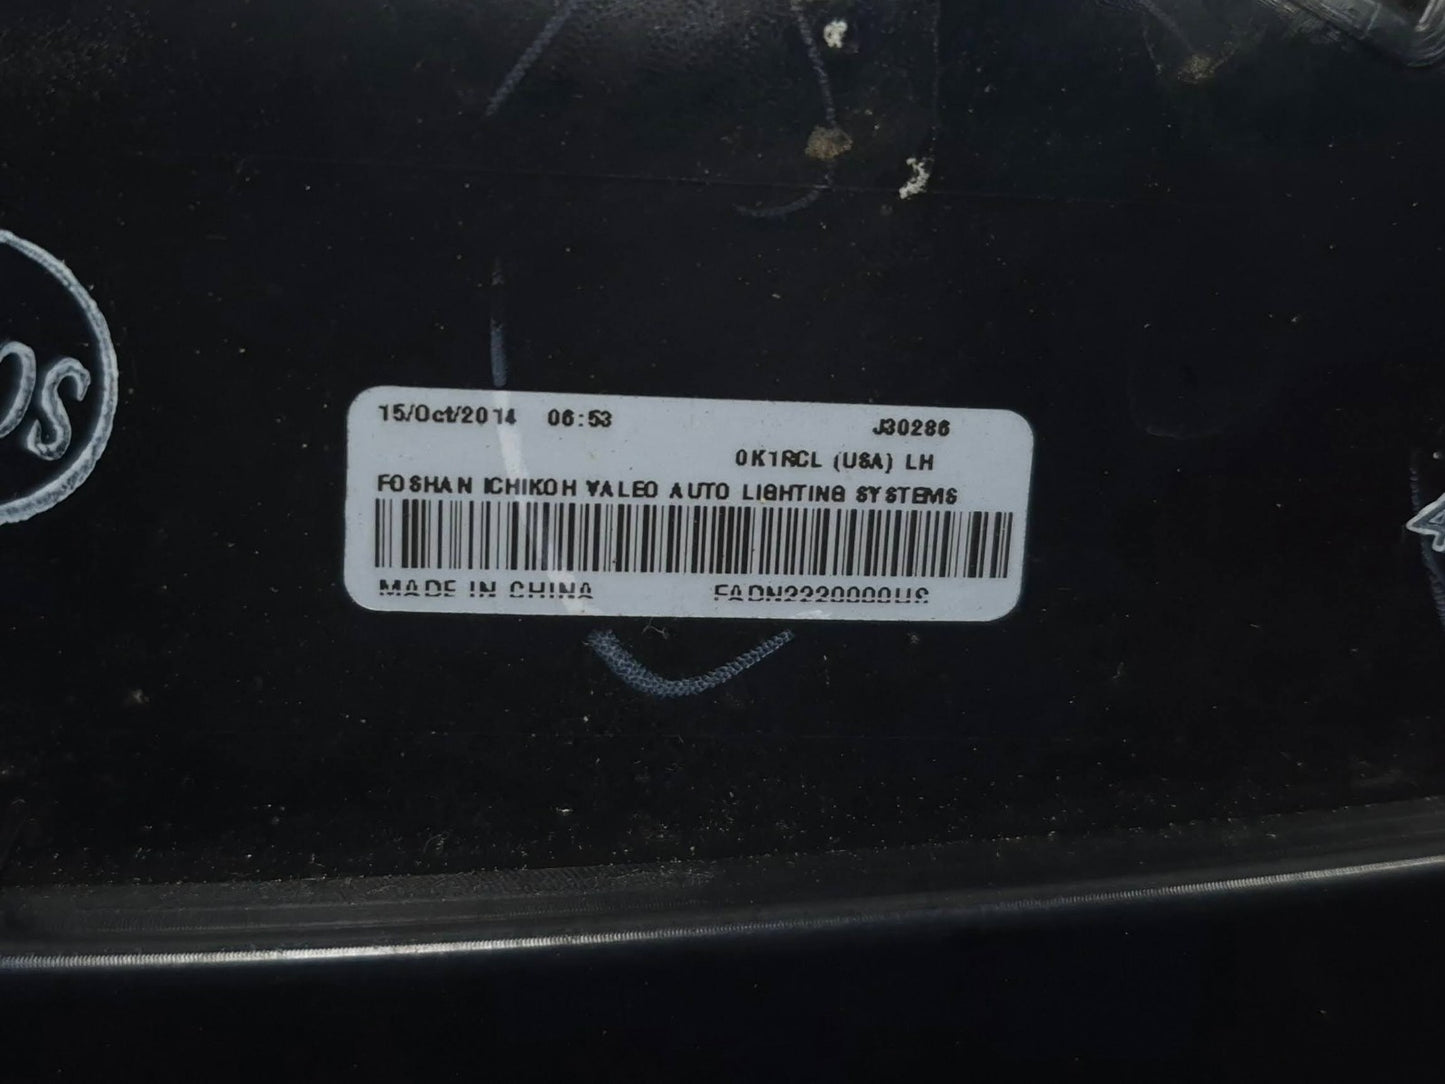 15/Oct/2014 06:53 J30286
0K1RCL (USA) LH
FOSHAN ICHIKOH VALEO AUTO LIGHTING SYSTEMS
MADE IN CHINA